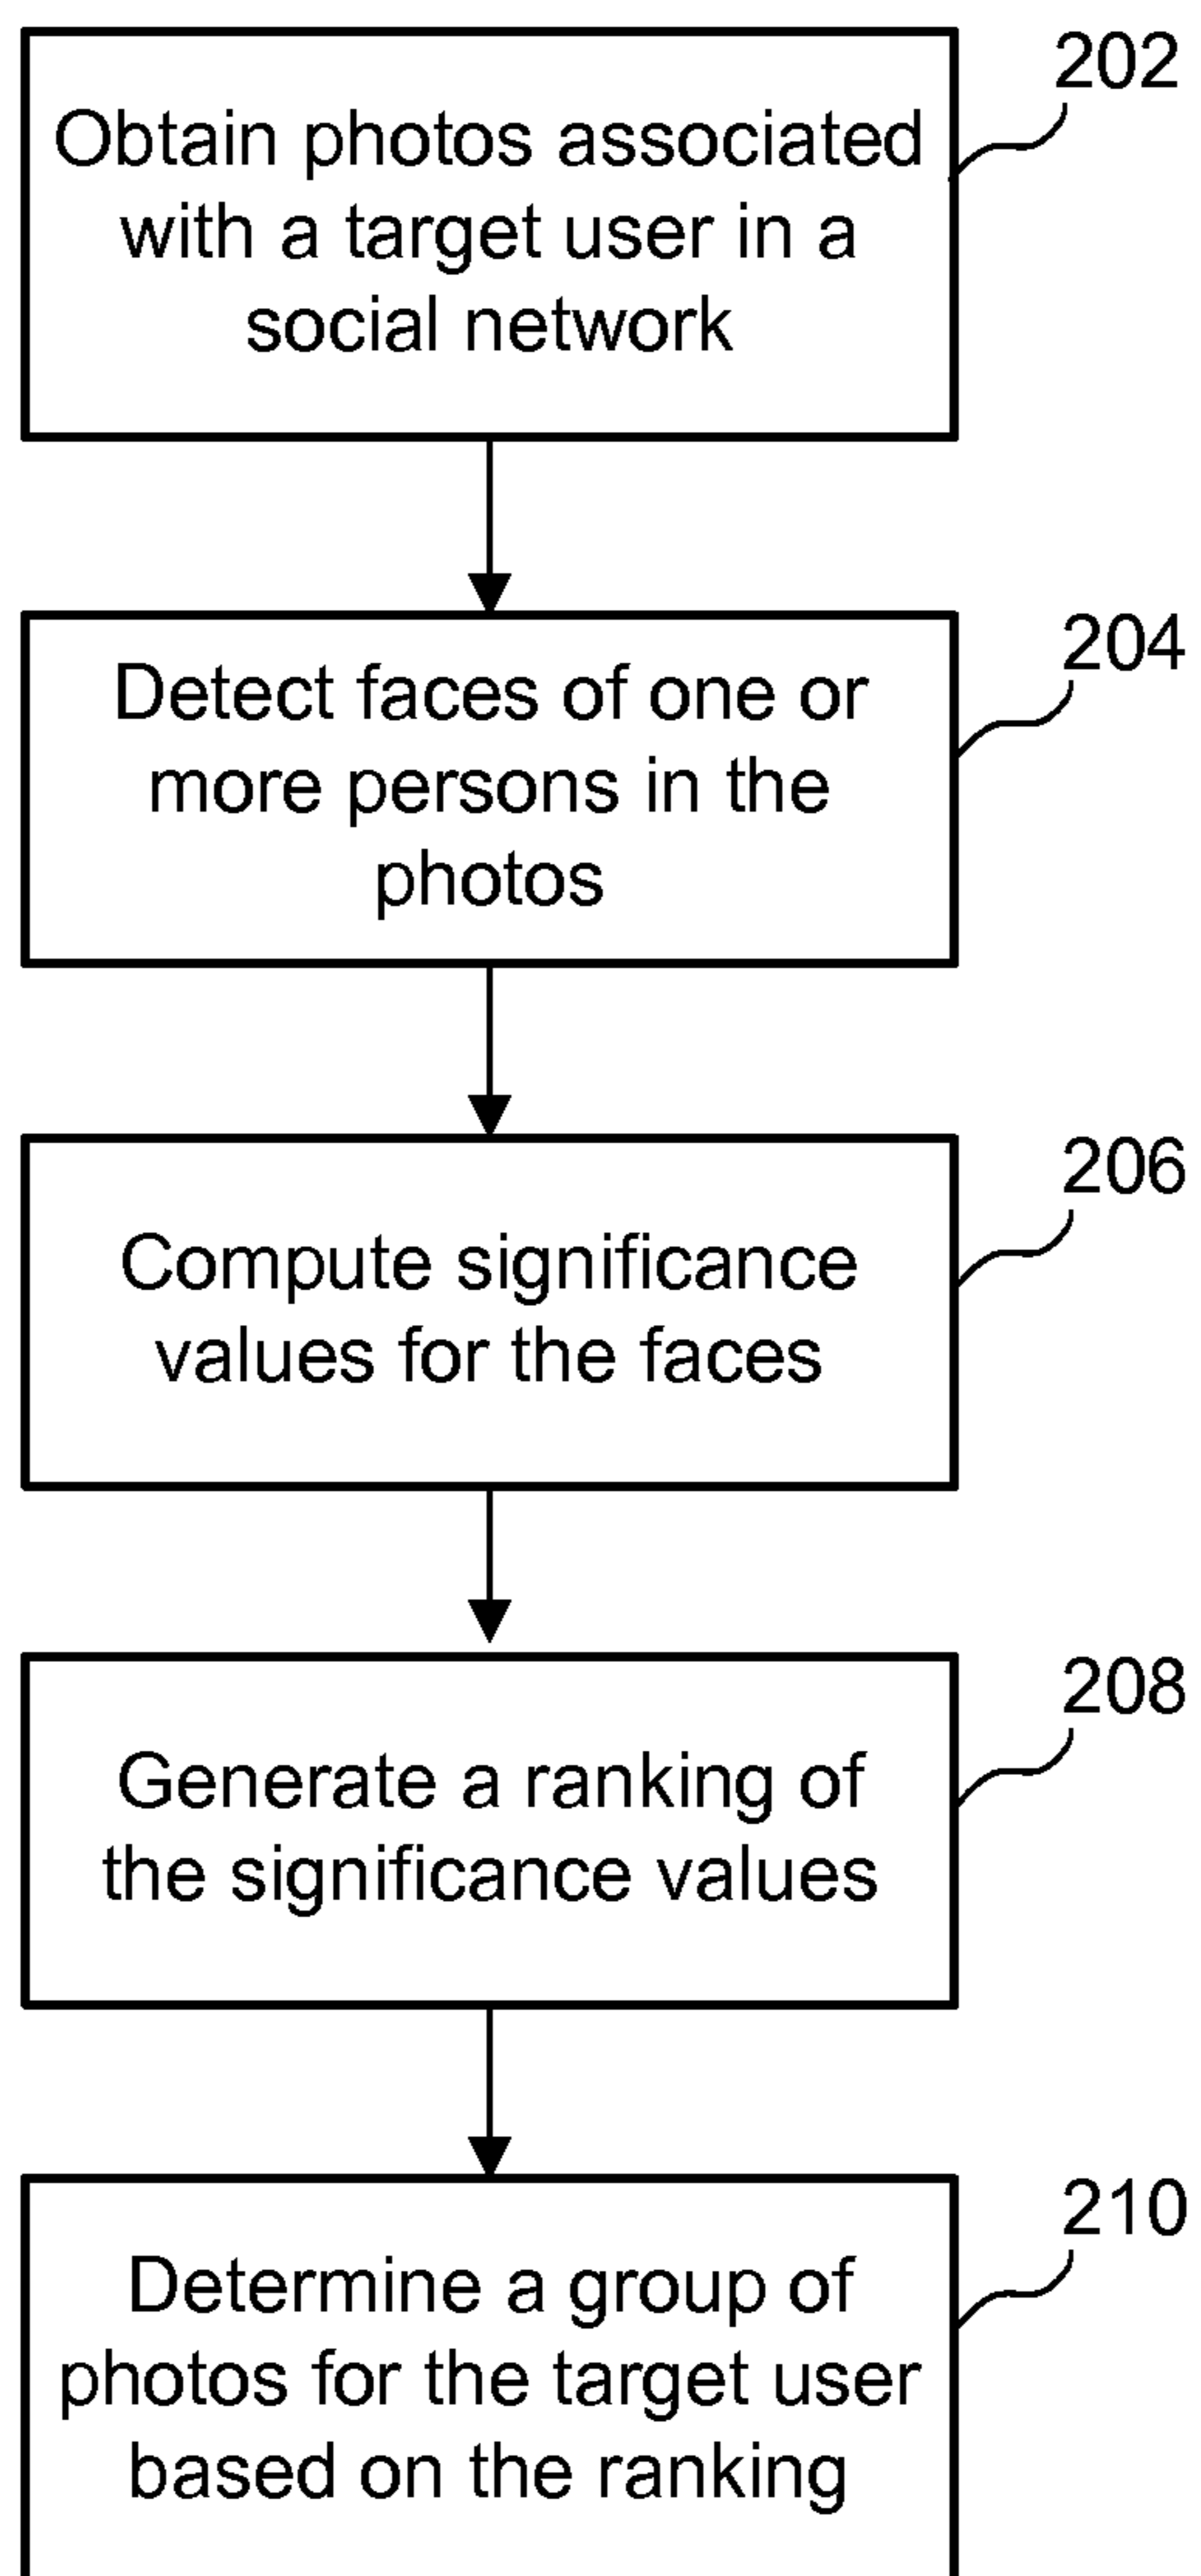 202
Obtain photos associated
with a target user in a
social network
204
Detect faces of one or
more persons in the
photos
206
Compute significance
values for the faces
208
Generate a ranking of
the significance values
210
Determine a group of
photos for the target user
based on the ranking